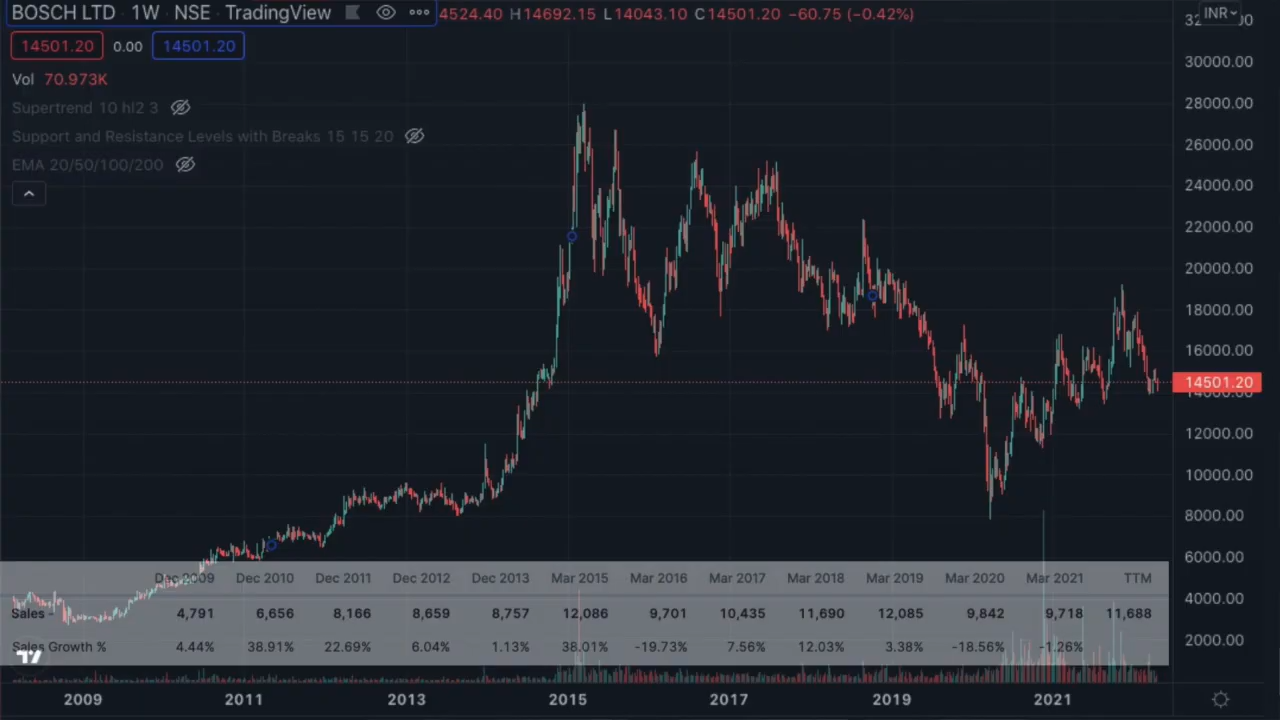 BOSCH LTD · 1W · NSE · TradingView 4524.40 H14692.15 L14043.10 C14501.20 −60.75 (−0.42%)
INR
14501.20 0.00 14501.20
Vol 70.973K
Supertrend 10 hl2 3
Support and Resistance Levels with Breaks 15 15 20
EMA 20/50/100/200
30000.00
28000.00
26000.00
24000.00
22000.00
20000.00
18000.00
16000.00
14501.20
14000.00
12000.00
10000.00
8000.00
6000.00
4000.00
2000.00
Dec 2009 Dec 2010 Dec 2011 Dec 2012 Dec 2013 Mar 2015 Mar 2016 Mar 2017 Mar 2018 Mar 2019 Mar 2020 Mar 2021 TTM
Sales - 4,791 6,656 8,166 8,659 8,757 12,086 9,701 10,435 11,690 12,085 9,842 9,718 11,688
Sales Growth % 4.44% 38.91% 22.69% 6.04% 1.13% 38.01% -19.73% 7.56% 12.03% 3.38% -18.56% -1.26%
2009 2011 2013 2015 2017 2019 2021